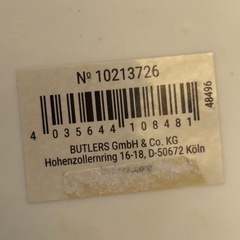 Nº 10213726
48496
4 035644 108481
BUTLERS GmbH & Co. KG
Hohenzollernring 16-18, D-50672 Köln